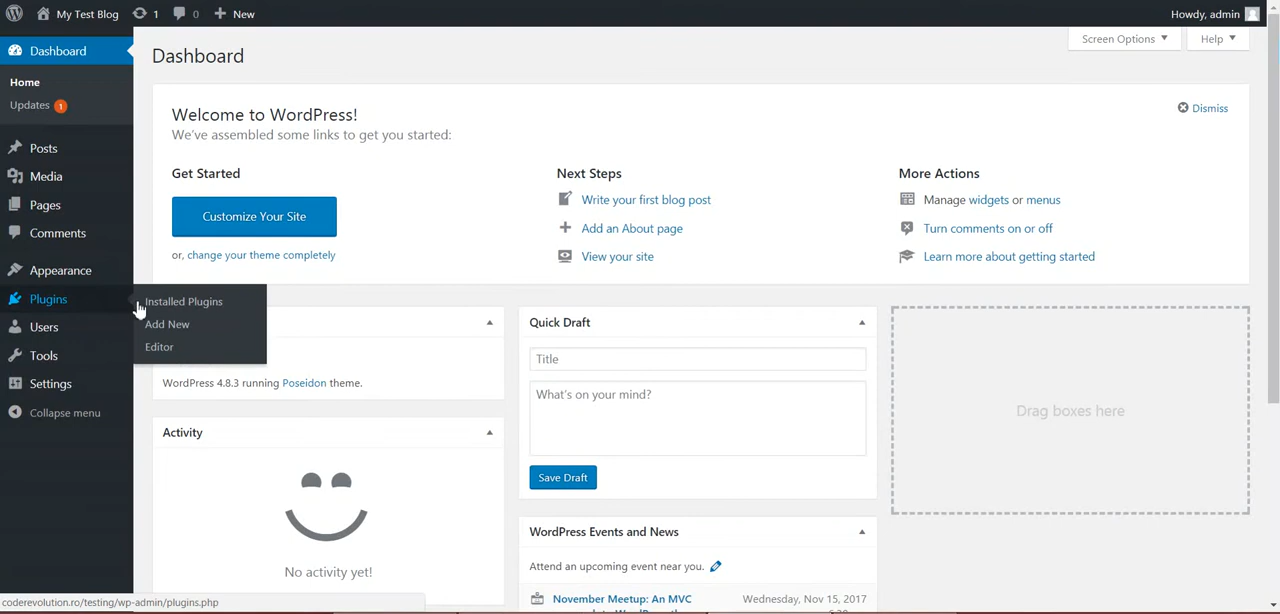 My Test Blog 1 0 New
Howdy, admin
Dashboard
Home
Updates 1
Posts
Media
Pages
Comments
Appearance
Plugins
Users
Tools
Settings
Collapse menu
Installed Plugins
Add New
Editor
Dashboard
Screen Options
Help
Welcome to WordPress!
We've assembled some links to get you started:
Dismiss
Get Started
Customize Your Site
or, change your theme completely
Next Steps
Write your first blog post
Add an About page
View your site
More Actions
Manage widgets or menus
Turn comments on or off
Learn more about getting started
WordPress 4.8.3 running Poseidon theme.
Activity
No activity yet!
Quick Draft
Title
What's on your mind?
Save Draft
WordPress Events and News
Attend an upcoming event near you.
November Meetup: An MVC
Wednesday, Nov 15, 2017
Drag boxes here
coderevolution.ro/testing/wp-admin/plugins.php